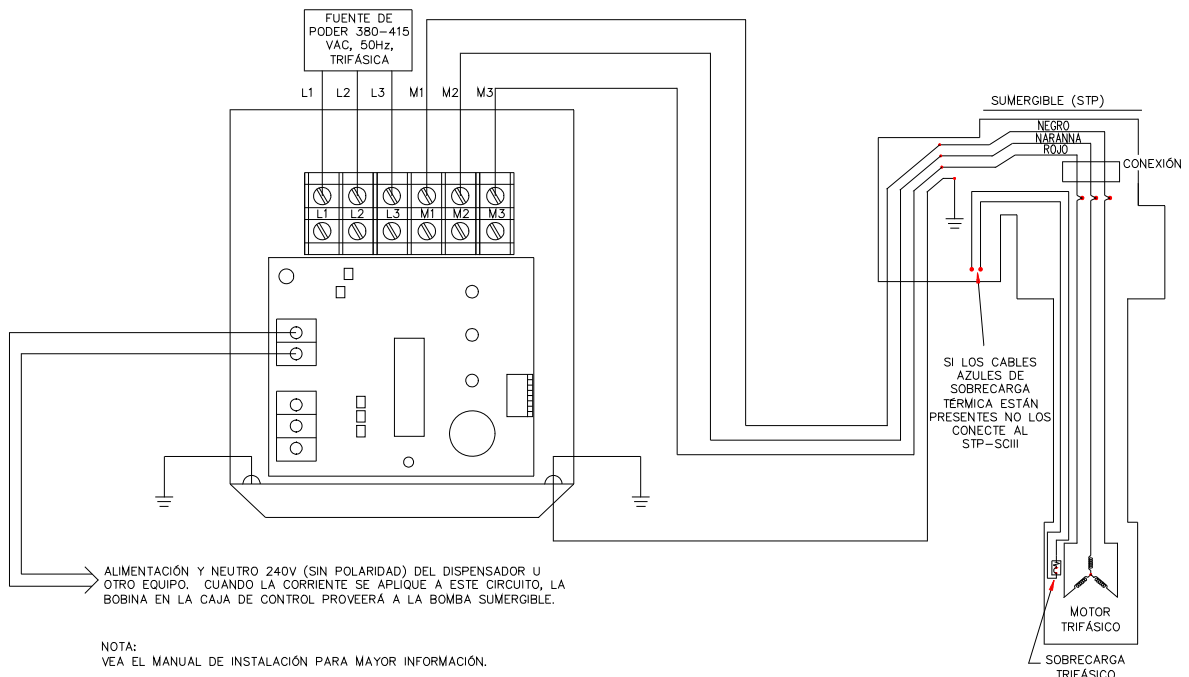 FUENTE DE
PODER 380-415
VAC, 50Hz,
TRIFÁSICA
L1 L2 L3 M1 M2 M3
L1 L2 L3 M1 M2 M3
SUMERGIBLE (STP)
NEGRO
NARANNA
ROJO
CONEXIÓN
SI LOS CABLES
AZULES DE
SOBRECARGA
TÉRMICA ESTÁN
PRESENTES NO LOS
CONECTE AL
STP-SCIII
ALIMENTACIÓN Y NEUTRO 240V (SIN POLARIDAD) DEL DISPENSADOR U
OTRO EQUIPO. CUANDO LA CORRIENTE SE APLIQUE A ESTE CIRCUITO, LA
BOBINA EN LA CAJA DE CONTROL PROVEERÁ A LA BOMBA SUMERGIBLE.
MOTOR
TRIFÁSICO
SOBRECARGA
TRIFÁSICO
NOTA:
VEA EL MANUAL DE INSTALACIÓN PARA MAYOR INFORMACIÓN.